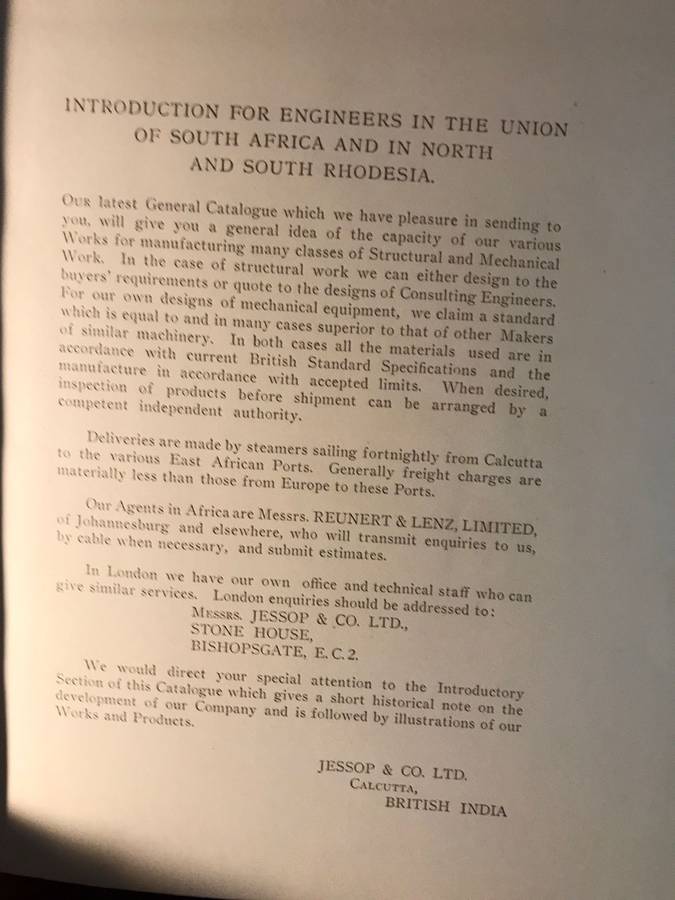 INTRODUCTION FOR ENGINEERS IN THE UNION
OF SOUTH AFRICA AND IN NORTH
AND SOUTH RHODESIA.
OUR latest General Catalogue which we have pleasure in sending to
you, will give you a general idea of the capacity of our various
Works for manufacturing many classes of Structural and Mechanical
Work. In the case of structural work we can either design to the
buyers' requirements or quote to the designs of Consulting Engineers.
For our own designs of mechanical equipment, we claim a standard
which is equal to and in many cases superior to that of other Makers
of similar machinery. In both cases all the materials used are in
accordance with current British Standard Specifications and the
manufacture in accordance with accepted limits. When desired,
inspection of products before shipment can be arranged by a
competent independent authority.
Deliveries are made by steamers sailing fortnightly from Calcutta
to the various East African Ports. Generally freight charges are
materially less than those from Europe to these Ports.
Our Agents in Africa are Messrs. REUNERT & LENZ, LIMITED,
of Johannesburg and elsewhere, who will transmit enquiries to us,
by cable when necessary, and submit estimates.
In London we have our own office and technical staff who can
give similar services. London enquiries should be addressed to:
MESSRS. JESSOP & CO. LTD.,
STONE HOUSE,
BISHOPSGATE, E.C.2.
We would direct your special attention to the Introductory
Section of this Catalogue which gives a short historical note on the
development of our Company and is followed by illustrations of our
Works and Products.
JESSOP & CO. LTD.
CALCUTTA,
BRITISH INDIA